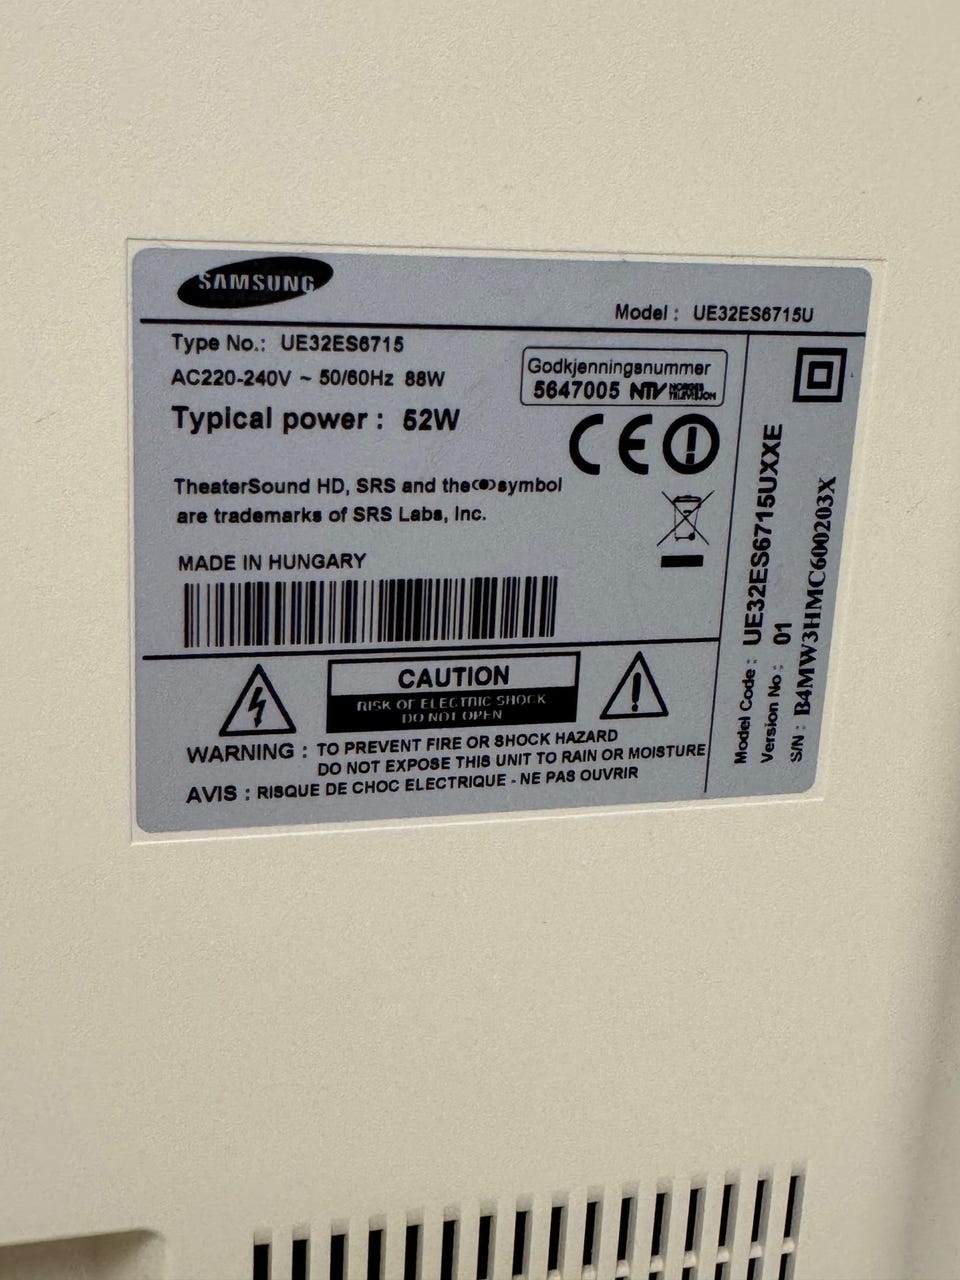 SAMSUNG
Model : UE32ES6715U
Type No.: UE32ES6715
AC220-240V ~ 50/60Hz 88W
Typical power : 52W
Godkjenningsnummer
5647005 NTV NORGES TELEVISJON
CE
TheaterSound HD, SRS and the symbol
are trademarks of SRS Labs, Inc.
MADE IN HUNGARY
CAUTION
RISK OF ELECTRIC SHOCK
DO NOT OPEN
WARNING : TO PREVENT FIRE OR SHOCK HAZARD
DO NOT EXPOSE THIS UNIT TO RAIN OR MOISTURE
AVIS : RISQUE DE CHOC ELECTRIQUE - NE PAS OUVRIR
Model Code : UE32ES6715UXXE
Version No : 01
S/N : B4MW3HMC600203X